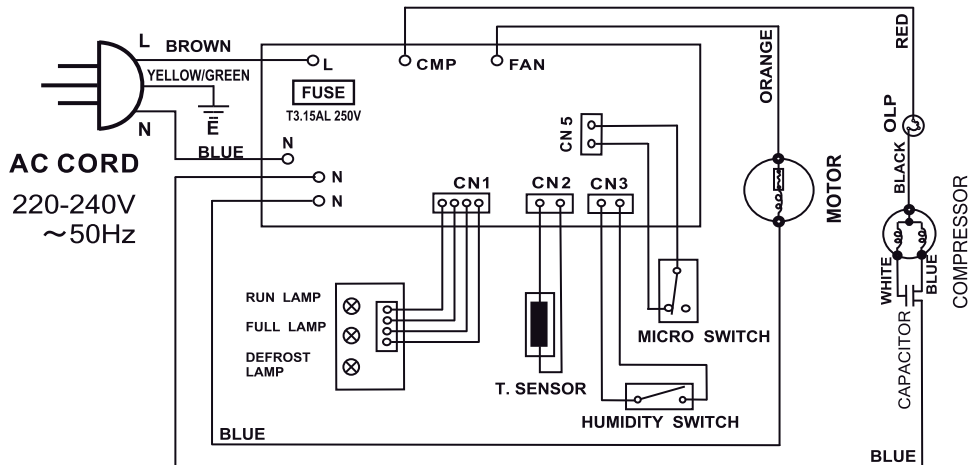 L
BROWN
YELLOW/GREEN
E
N
BLUE
AC CORD
220-240V
～50Hz
L
FUSE
T3.15AL 250V
N
N
N
CMP
FAN
CN 5
CN1
CN2
CN3
ORANGE
MOTOR
RED
OLP
BLACK
WHITE
BLUE
COMPRESSOR
CAPACITOR
RUN LAMP
FULL LAMP
DEFROST
LAMP
T. SENSOR
MICRO SWITCH
HUMIDITY SWITCH
BLUE
BLUE